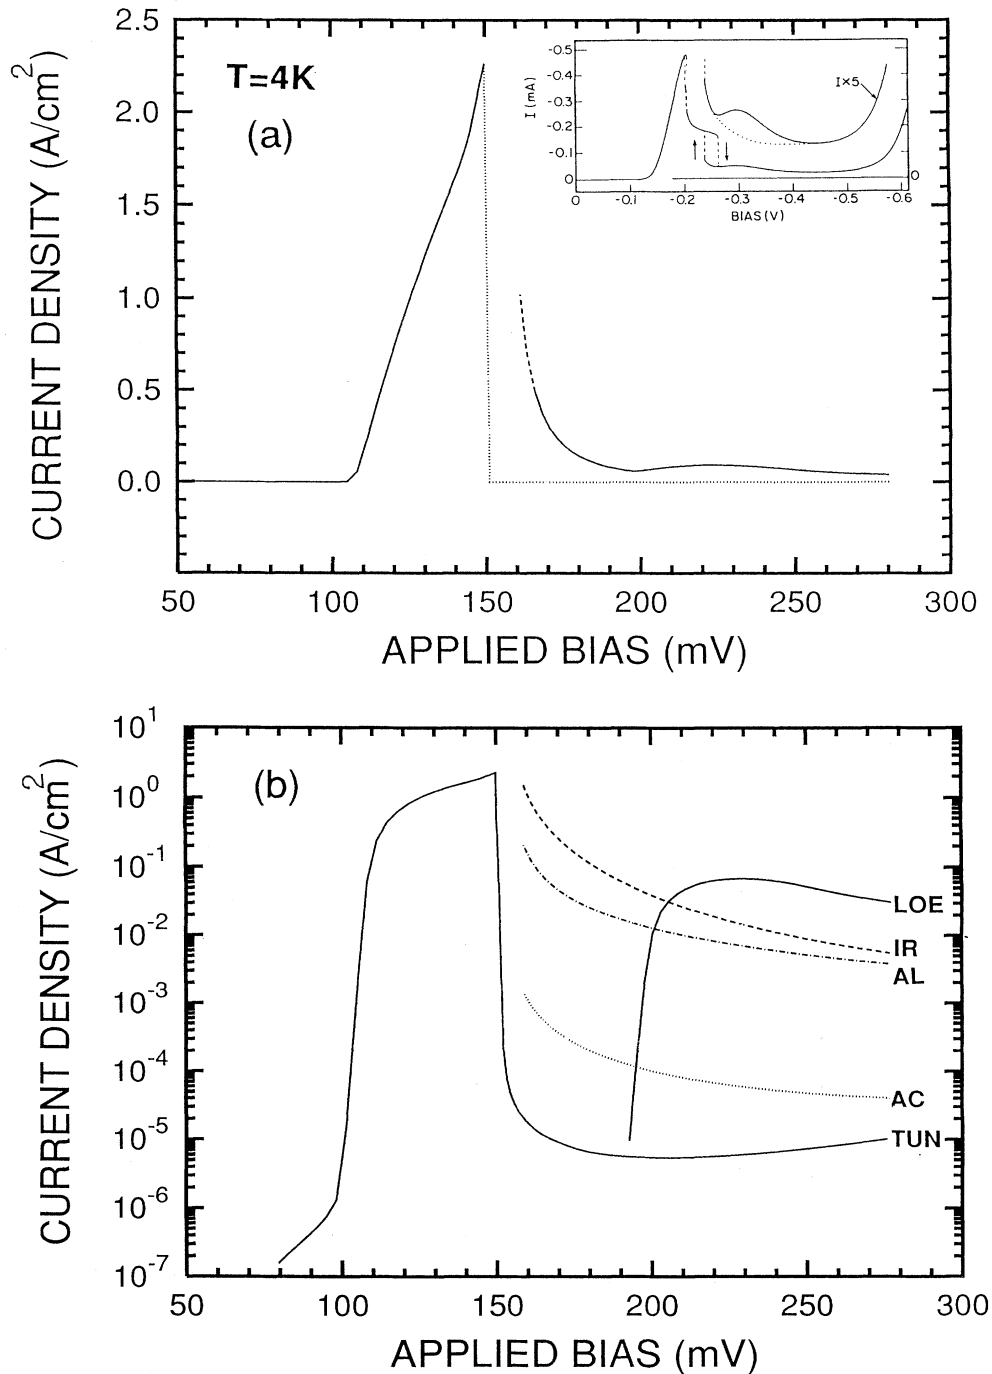 T=4K
(a)
CURRENT DENSITY (A/cm²)
2.5
2.0
1.5
1.0
0.5
0.0
50 100 150 200 250 300
APPLIED BIAS (mV)
I (mA)
-0.5
-0.4
-0.3
-0.2
-0.1
0
I×5
0
0 -0.1 -0.2 -0.3 -0.4 -0.5 -0.6
BIAS (V)
(b)
CURRENT DENSITY (A/cm²)
10¹
10⁰
10⁻¹
10⁻²
10⁻³
10⁻⁴
10⁻⁵
10⁻⁶
10⁻⁷
LOE
IR
AL
AC
TUN
50 100 150 200 250 300
APPLIED BIAS (mV)